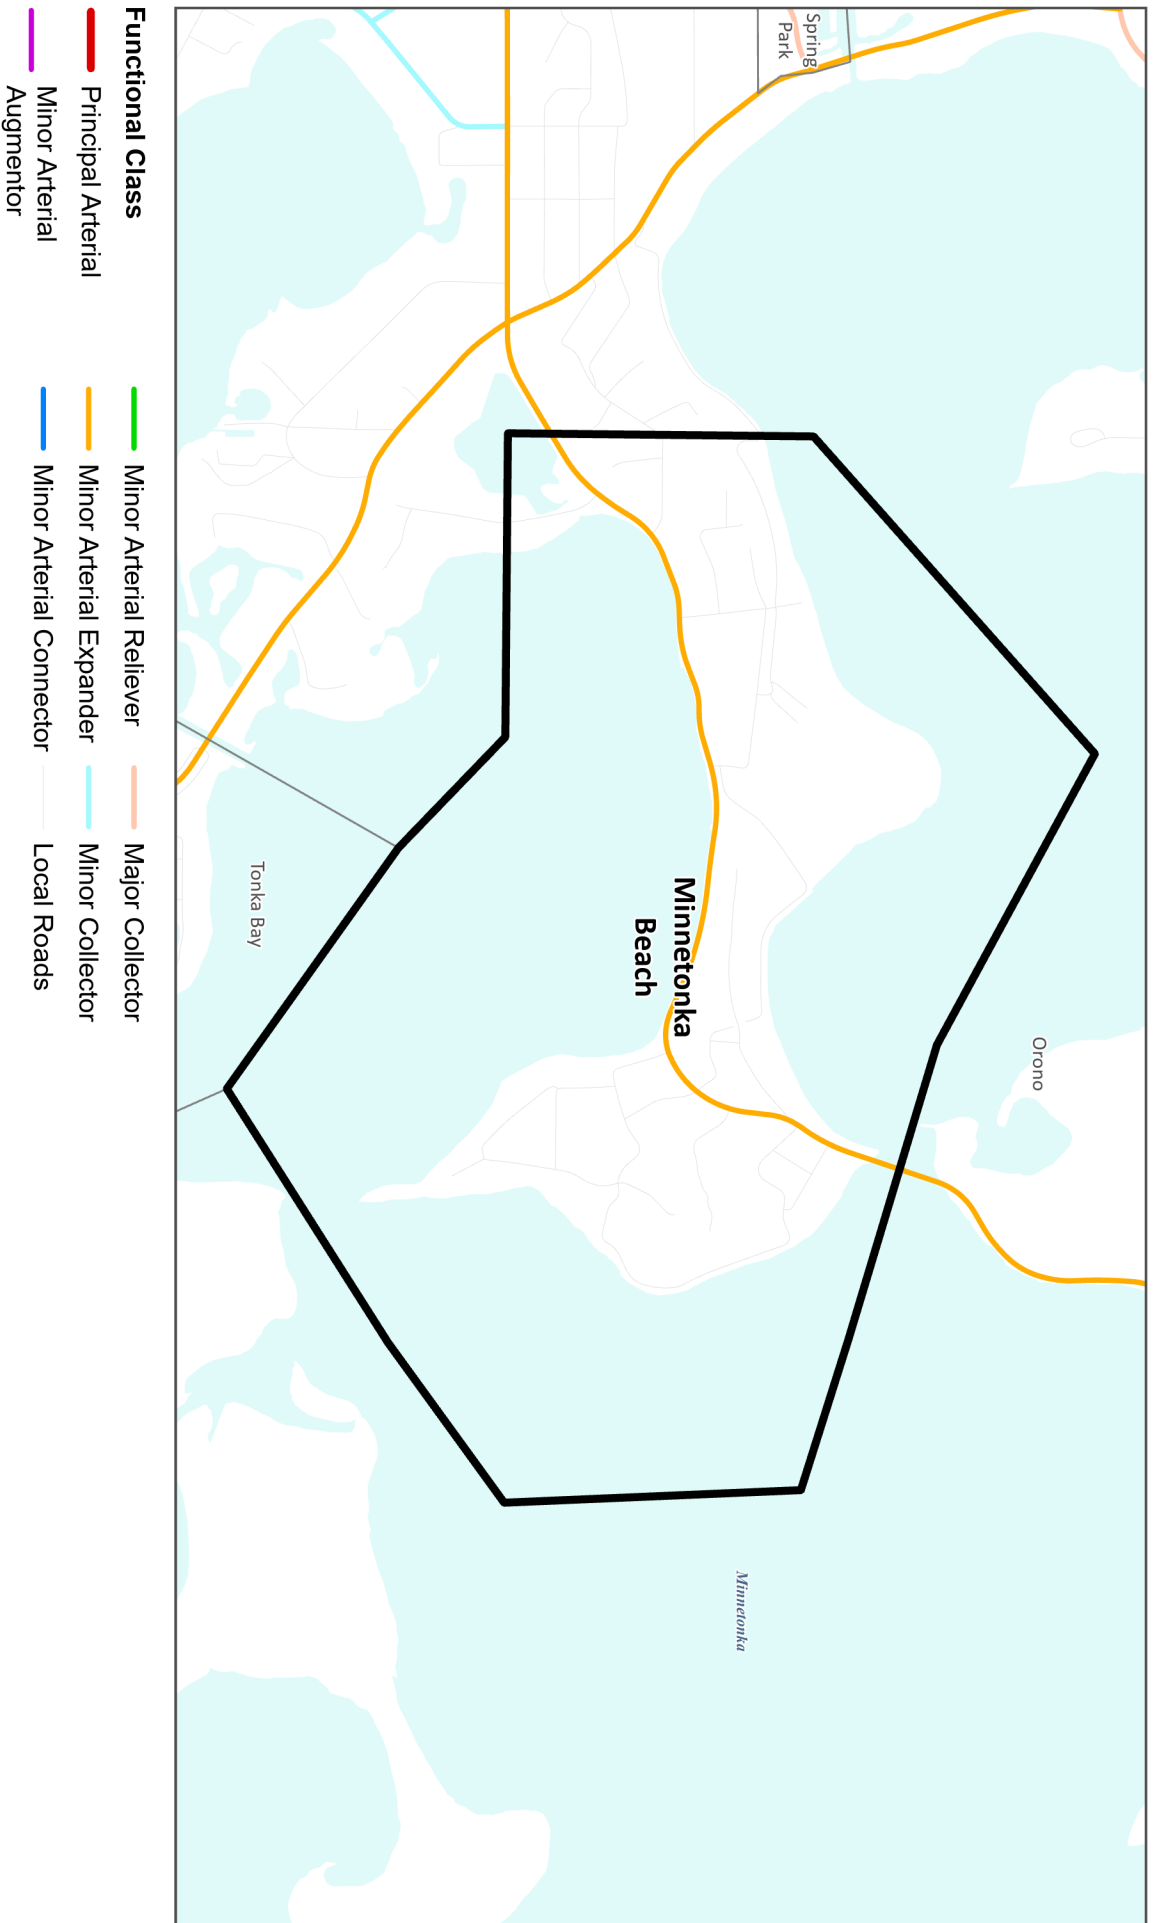 Spring
Park
Orono
Minnetonka
Beach
Tonka Bay
Minnetonka
Functional Class
Principal Arterial
Minor Arterial
Augmentor
Minor Arterial Reliever
Minor Arterial Expander
Minor Arterial Connector
Major Collector
Minor Collector
Local Roads